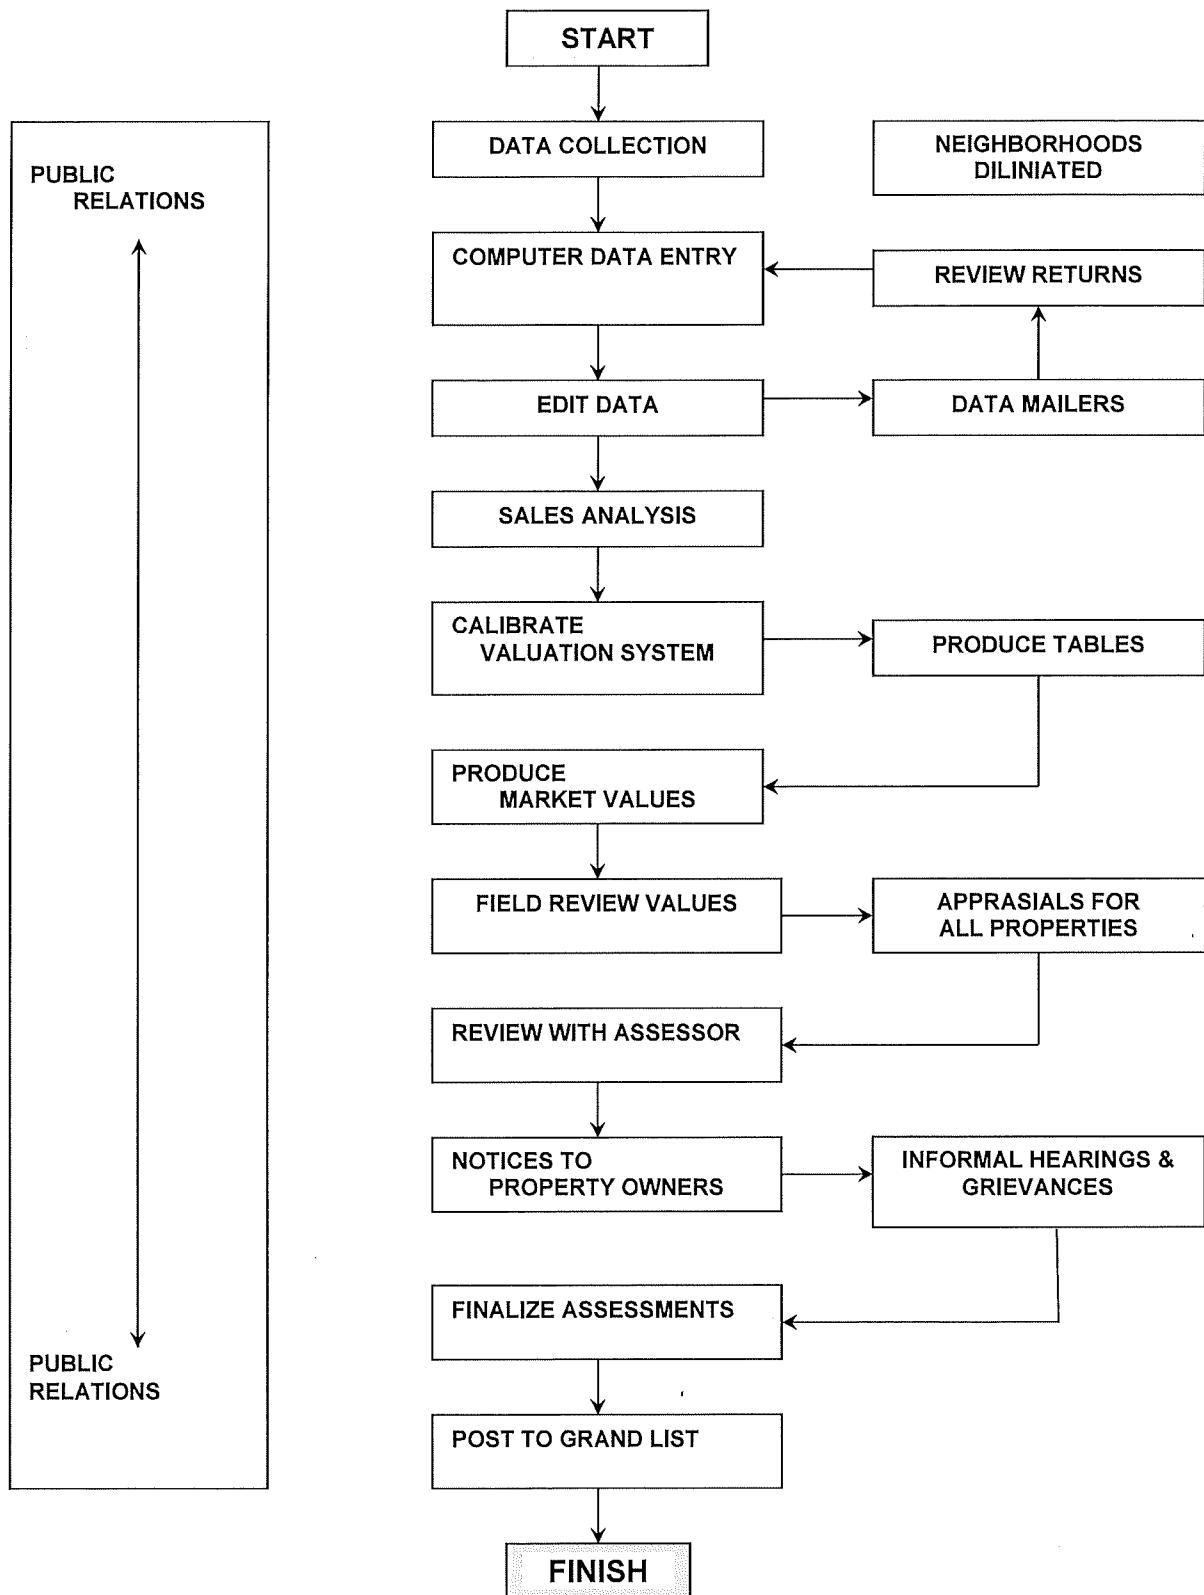 START
PUBLIC
RELATIONS
DATA COLLECTION
NEIGHBORHOODS
DILINIATED
COMPUTER DATA ENTRY
REVIEW RETURNS
EDIT DATA
DATA MAILERS
SALES ANALYSIS
CALIBRATE
VALUATION SYSTEM
PRODUCE TABLES
PRODUCE
MARKET VALUES
FIELD REVIEW VALUES
APPRASIALS FOR
ALL PROPERTIES
REVIEW WITH ASSESSOR
NOTICES TO
PROPERTY OWNERS
INFORMAL HEARINGS &
GRIEVANCES
FINALIZE ASSESSMENTS
PUBLIC
RELATIONS
POST TO GRAND LIST
FINISH